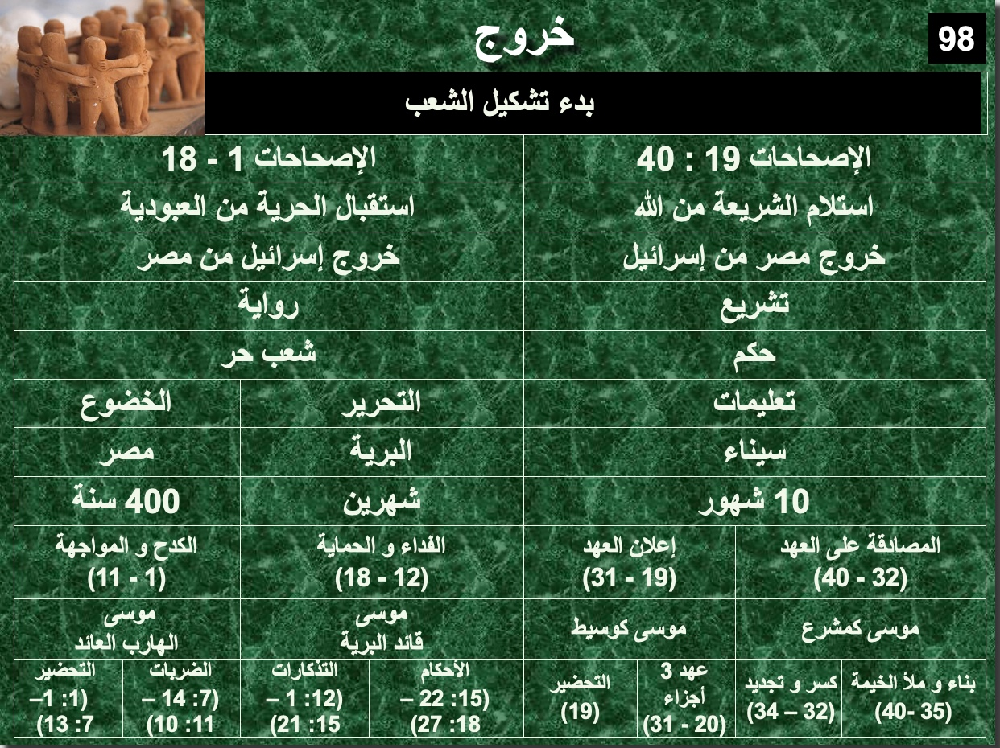 خروج
98
بدء تشكيل الشعب
الإصحاحات 19 : 40
الإصحاحات 1 - 18
استلام الشريعة من الله
استقبال الحرية من العبودية
خروج مصر من إسرائيل
خروج إسرائيل من مصر
تشريع
رواية
حكم
شعب حر
تعليمات
التحرير
الخضوع
سيناء
البرية
مصر
10 شهور
شهرين
400 سنة
المصادقة على العهد
(32 - 40)
إعلان العهد
(19 - 31)
الفداء و الحماية
(12 - 18)
الكدح و المواجهة
(1 - 11)
موسى كمشرع
موسى كوسيط
موسى
قائد البرية
موسى
الهارب العائد
بناء و ملأ الخيمة
(35 -40)
كسر و تجديد
(32 – 34)
عهد 3
أجزاء
(20 - 31)
التحضير
(19)
الأحكام
(15: 22 –
18: 27)
التذكارات
(12: 1 –
15: 21)
الضربات
(7: 14 –
11: 10)
التحضير
(1: 1–
7: 13)